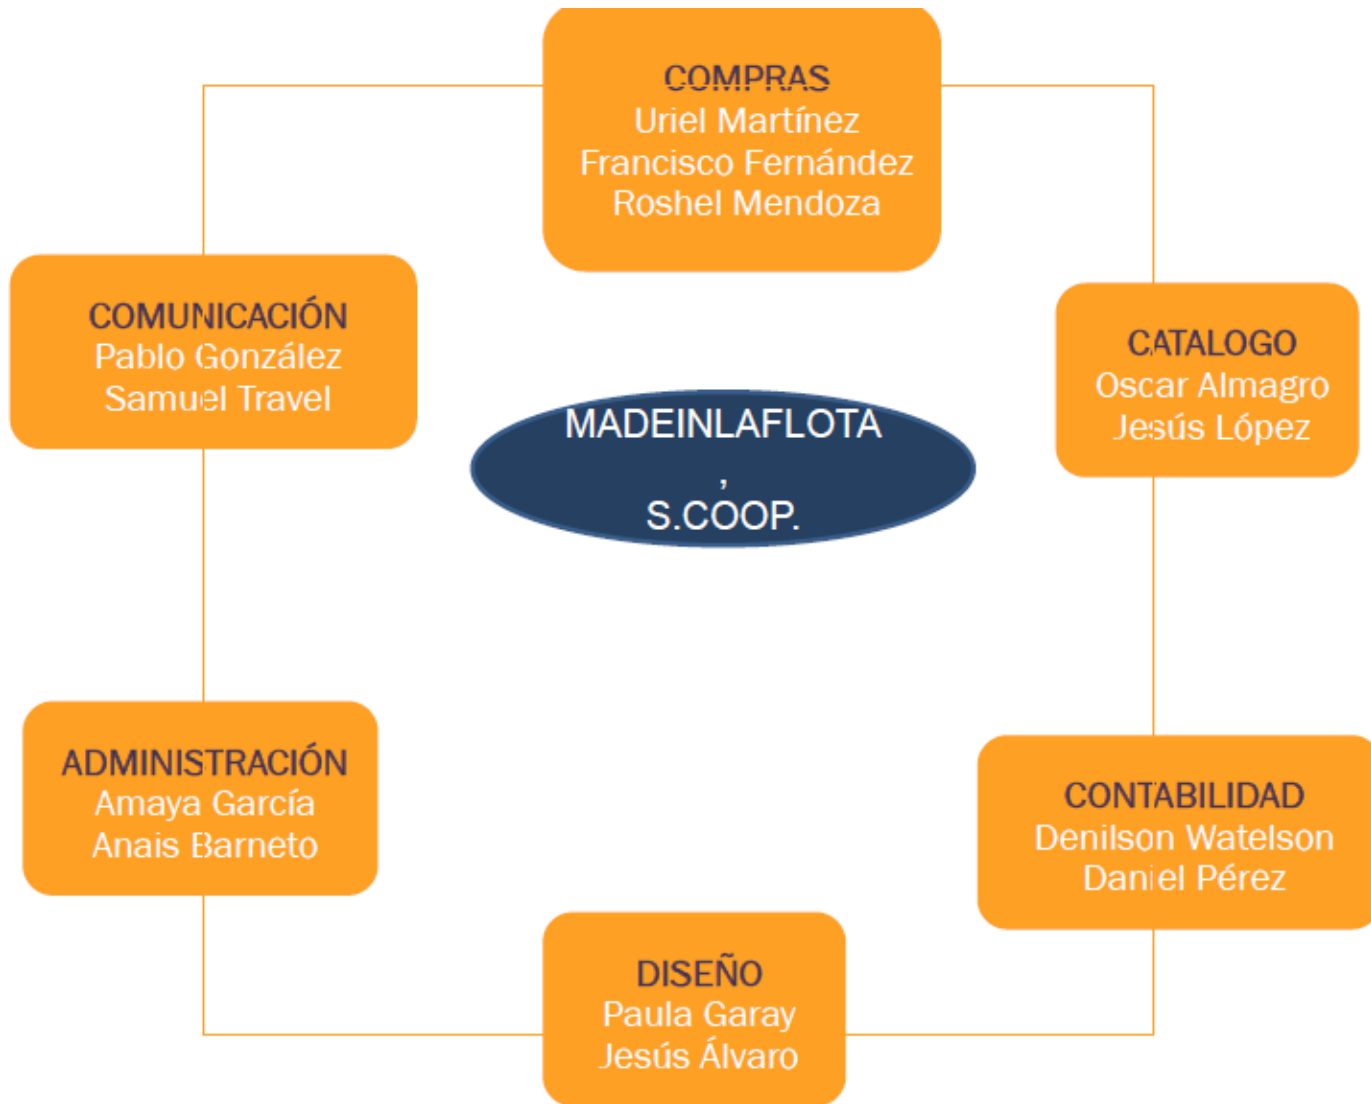 COMPRAS
Uriel Martínez
Francisco Fernández
Roshel Mendoza
COMUNICACIÓN
Pablo González
Samuel Travel
CATALOGO
Oscar Almagro
Jesús López
MADEINLAFLOTA
,
S.COOP.
ADMINISTRACIÓN
Amaya García
Anais Barneto
CONTABILIDAD
Denilson Watelson
Daniel Pérez
DISEÑO
Paula Garay
Jesús Álvaro